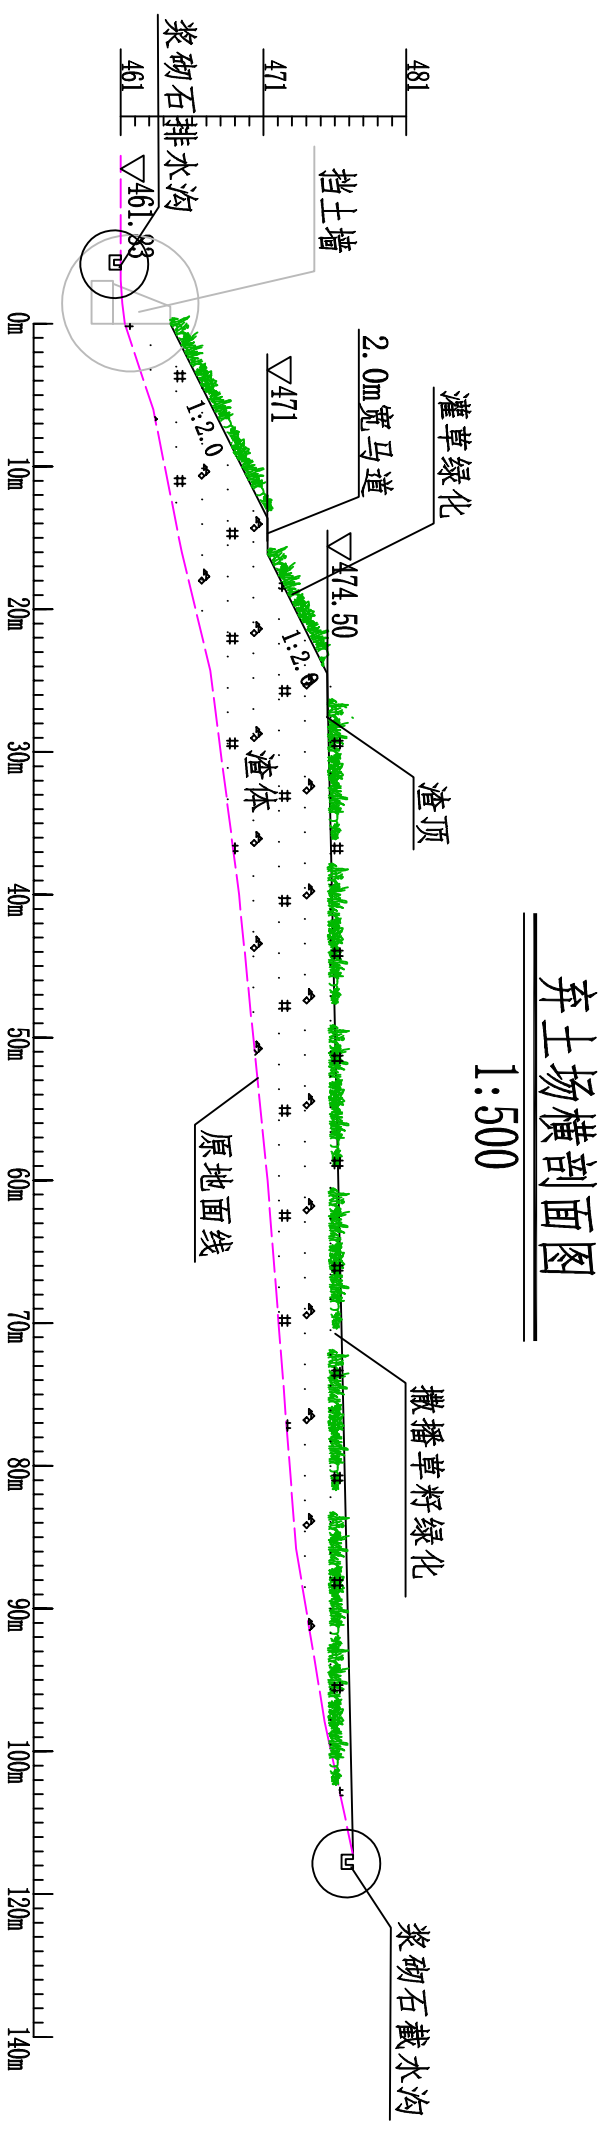 弃土场横剖面图
1:500
481
471
461
浆砌石排水沟
▽461.83
挡土墙
▽471
2.0m宽马道
灌草绿化
▽474.50
1:2.0
1:2.0
渣顶
渣体
原地面线
撒播草籽绿化
浆砌石截水沟
0m
10m
20m
30m
40m
50m
60m
70m
80m
90m
100m
120m
140m